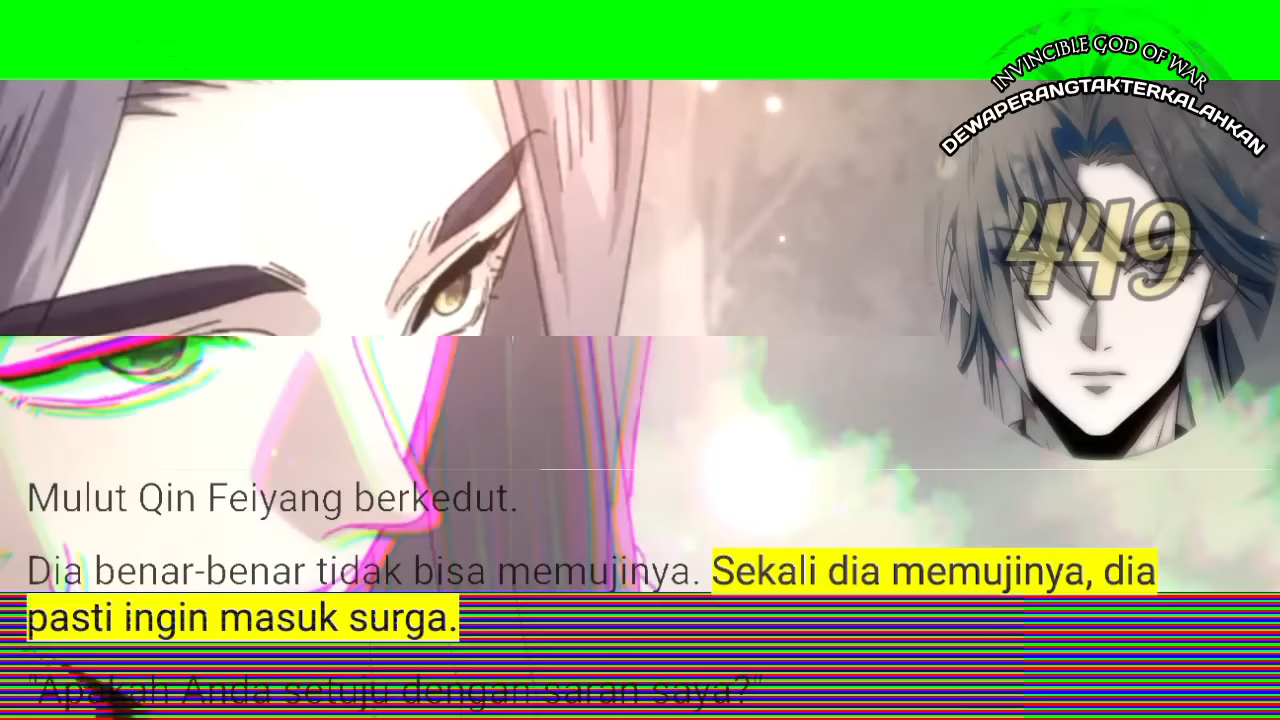 INVINCIBLE GOD OF WAR
DEWAPERANGTAKTERKALAHKAN
449
Mulut Qin Feiyang berkedut.
Dia benar-benar tidak bisa memujinya. Sekali dia memujinya, dia
pasti ingin masuk surga.
"Apakah Anda setuju dengan saran saya?"